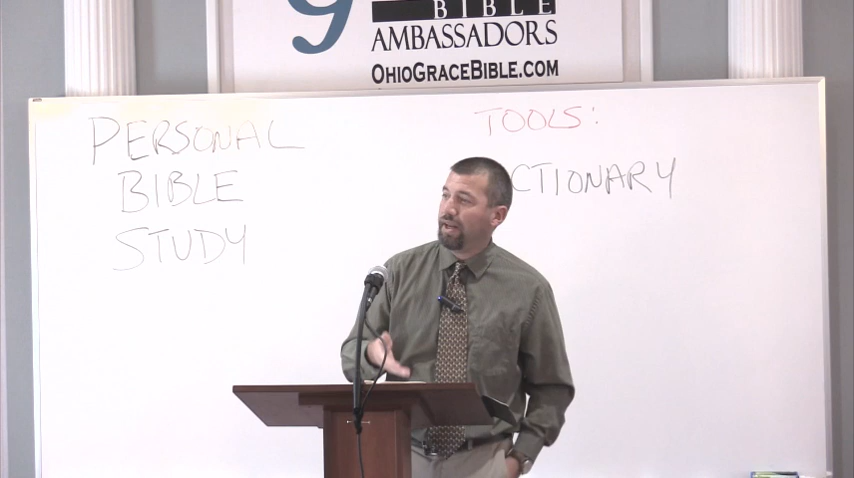 BIBLE
AMBASSADORS
OHIOGRACEBIBLE.COM
PERSONAL
BIBLE
STUDY
TOOLS:
CTIONARY